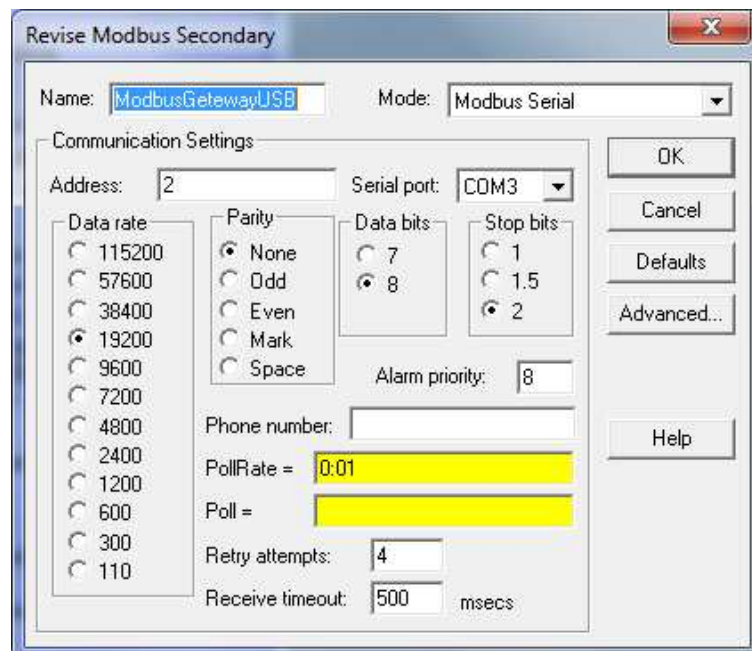 Revise Modbus Secondary
Name: ModbusGetewayUSB Mode: Modbus Serial
Communication Settings
OK
Address: 2 Serial port: COM3
Cancel
Data rate
115200
57600
38400
19200
9600
7200
4800
2400
1200
600
300
110
Parity
None
Odd
Even
Mark
Space
Data bits
7
8
Stop bits
1
1.5
2
Defaults
Advanced...
Alarm priority: 8
Phone number:
Help
PollRate = 0:01
Poll =
Retry attempts: 4
Receive timeout: 500 msecs